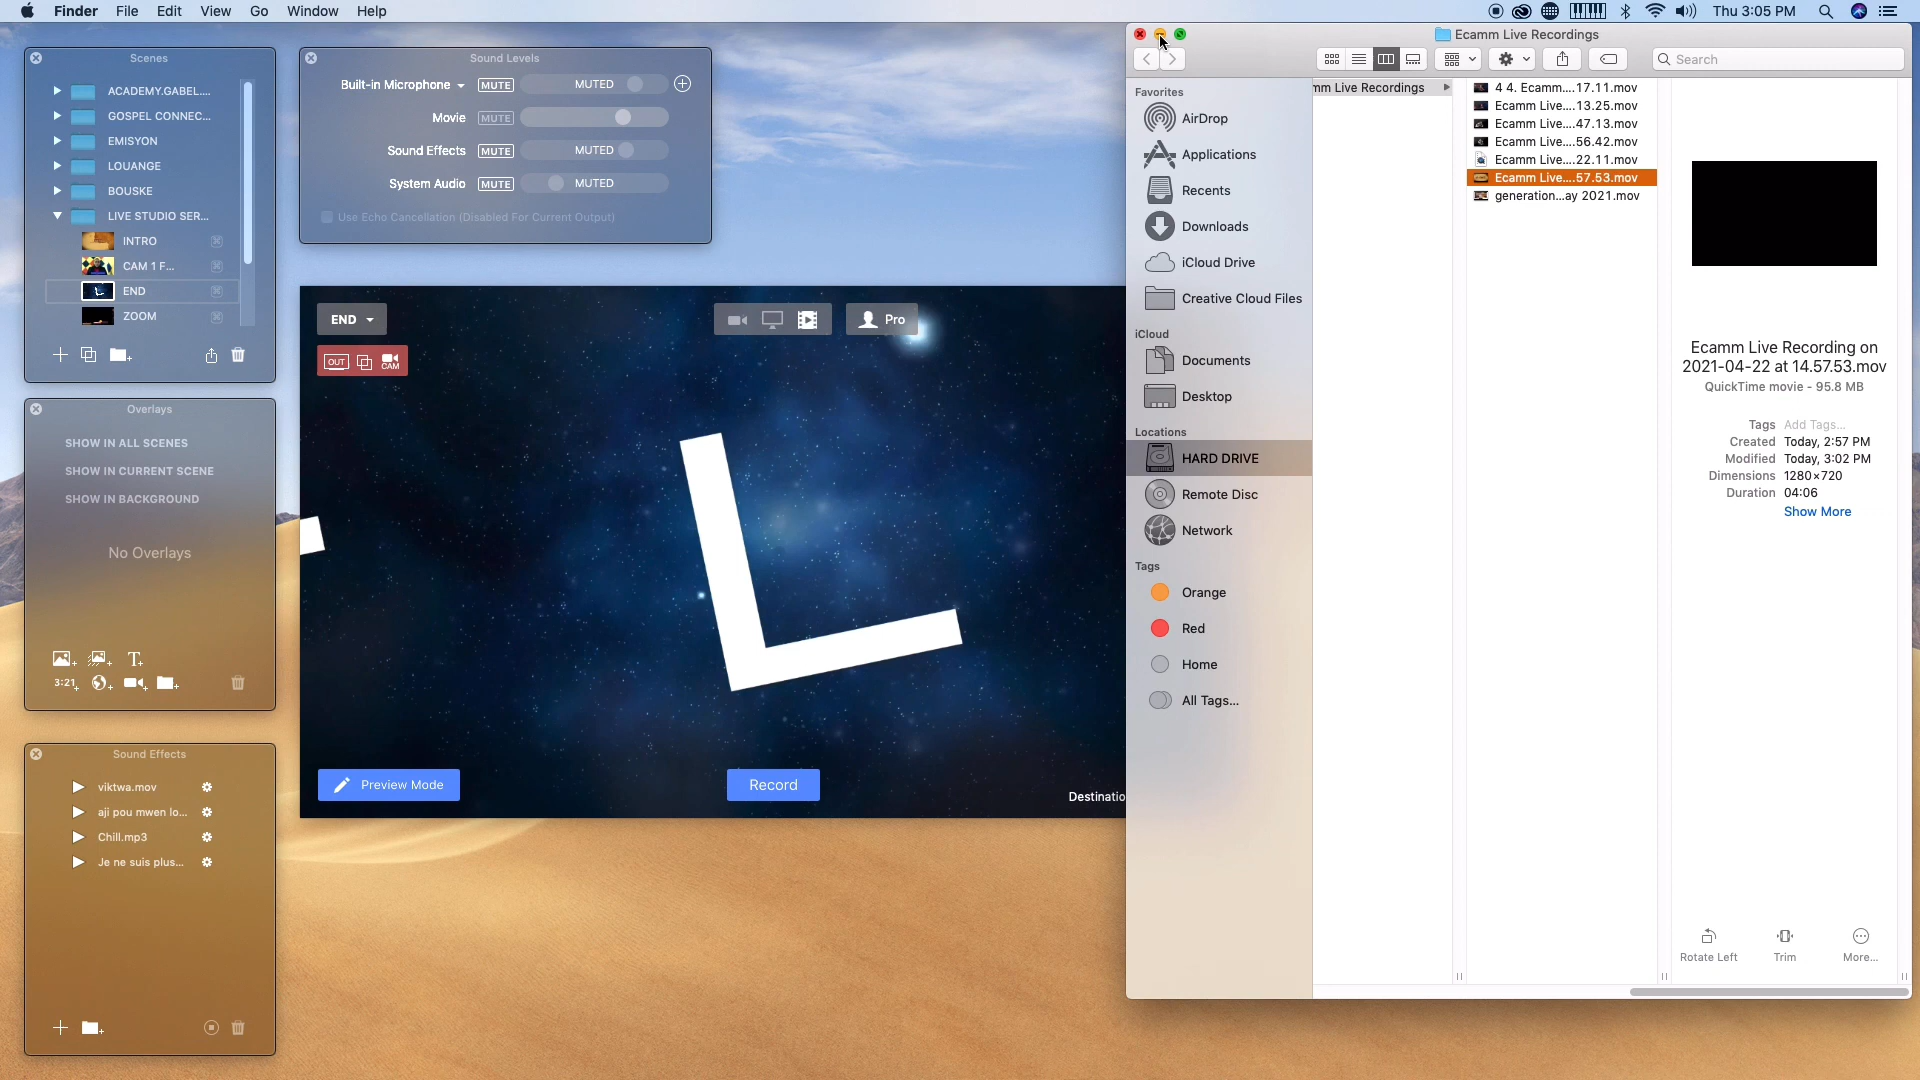 Finder File Edit View Go Window Help
Thu 3:05 PM
Scenes
ACADEMY.GABEL....
GOSPEL CONNEC...
EMISYON
LOUANGE
BOUSKE
LIVE STUDIO SER...
INTRO
CAM 1 F...
END
ZOOM
Overlays
SHOW IN ALL SCENES
SHOW IN CURRENT SCENE
SHOW IN BACKGROUND
No Overlays
3:21
Sound Effects
viktwa.mov
aji pou mwen lo...
Chill.mp3
Je ne suis plus...
Sound Levels
Built-in Microphone MUTE MUTED
Movie MUTE
Sound Effects MUTE MUTED
System Audio MUTE MUTED
Use Echo Cancellation (Disabled For Current Output)
END
Pro
OUT CAM
L
Preview Mode
Record
Destinatio
Ecamm Live Recordings
Search
Favorites
AirDrop
Applications
Recents
Downloads
iCloud Drive
Creative Cloud Files
iCloud
Documents
Desktop
Locations
HARD DRIVE
Remote Disc
Network
Tags
Orange
Red
Home
All Tags...
mm Live Recordings
4 4. Ecamm....17.11.mov
Ecamm Live....13.25.mov
Ecamm Live....47.13.mov
Ecamm Live....56.42.mov
Ecamm Live....22.11.mov
Ecamm Live....57.53.mov
generation...ay 2021.mov
Ecamm Live Recording on
2021-04-22 at 14.57.53.mov
QuickTime movie - 95.8 MB
Tags Add Tags...
Created Today, 2:57 PM
Modified Today, 3:02 PM
Dimensions 1280×720
Duration 04:06
Show More
Rotate Left Trim More...